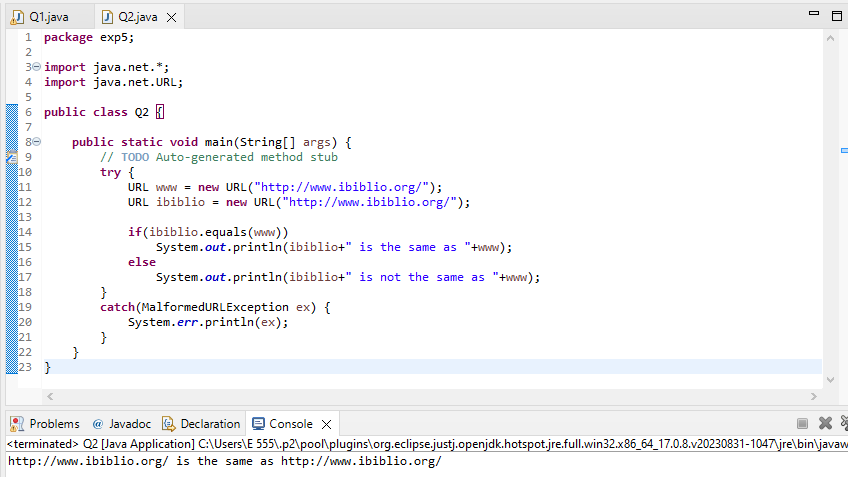 Q1.java Q2.java
1 package exp5;
2
3 import java.net.*;
4 import java.net.URL;
5
6 public class Q2 {
7
8 public static void main(String[] args) {
9 // TODO Auto-generated method stub
10 try {
11 URL www = new URL("http://www.ibiblio.org/");
12 URL ibiblio = new URL("http://www.ibiblio.org/");
13
14 if(ibiblio.equals(www))
15 System.out.println(ibiblio+" is the same as "+www);
16 else
17 System.out.println(ibiblio+" is not the same as "+www);
18 }
19 catch(MalformedURLException ex) {
20 System.err.println(ex);
21 }
22 }
23 }
Problems @ Javadoc Declaration Console
<terminated> Q2 [Java Application] C:\Users\E 555\.p2\pool\plugins\org.eclipse.justj.openjdk.hotspot.jre.full.win32.x86_64_17.0.8.v20230831-1047\jre\bin\javaw
http://www.ibiblio.org/ is the same as http://www.ibiblio.org/